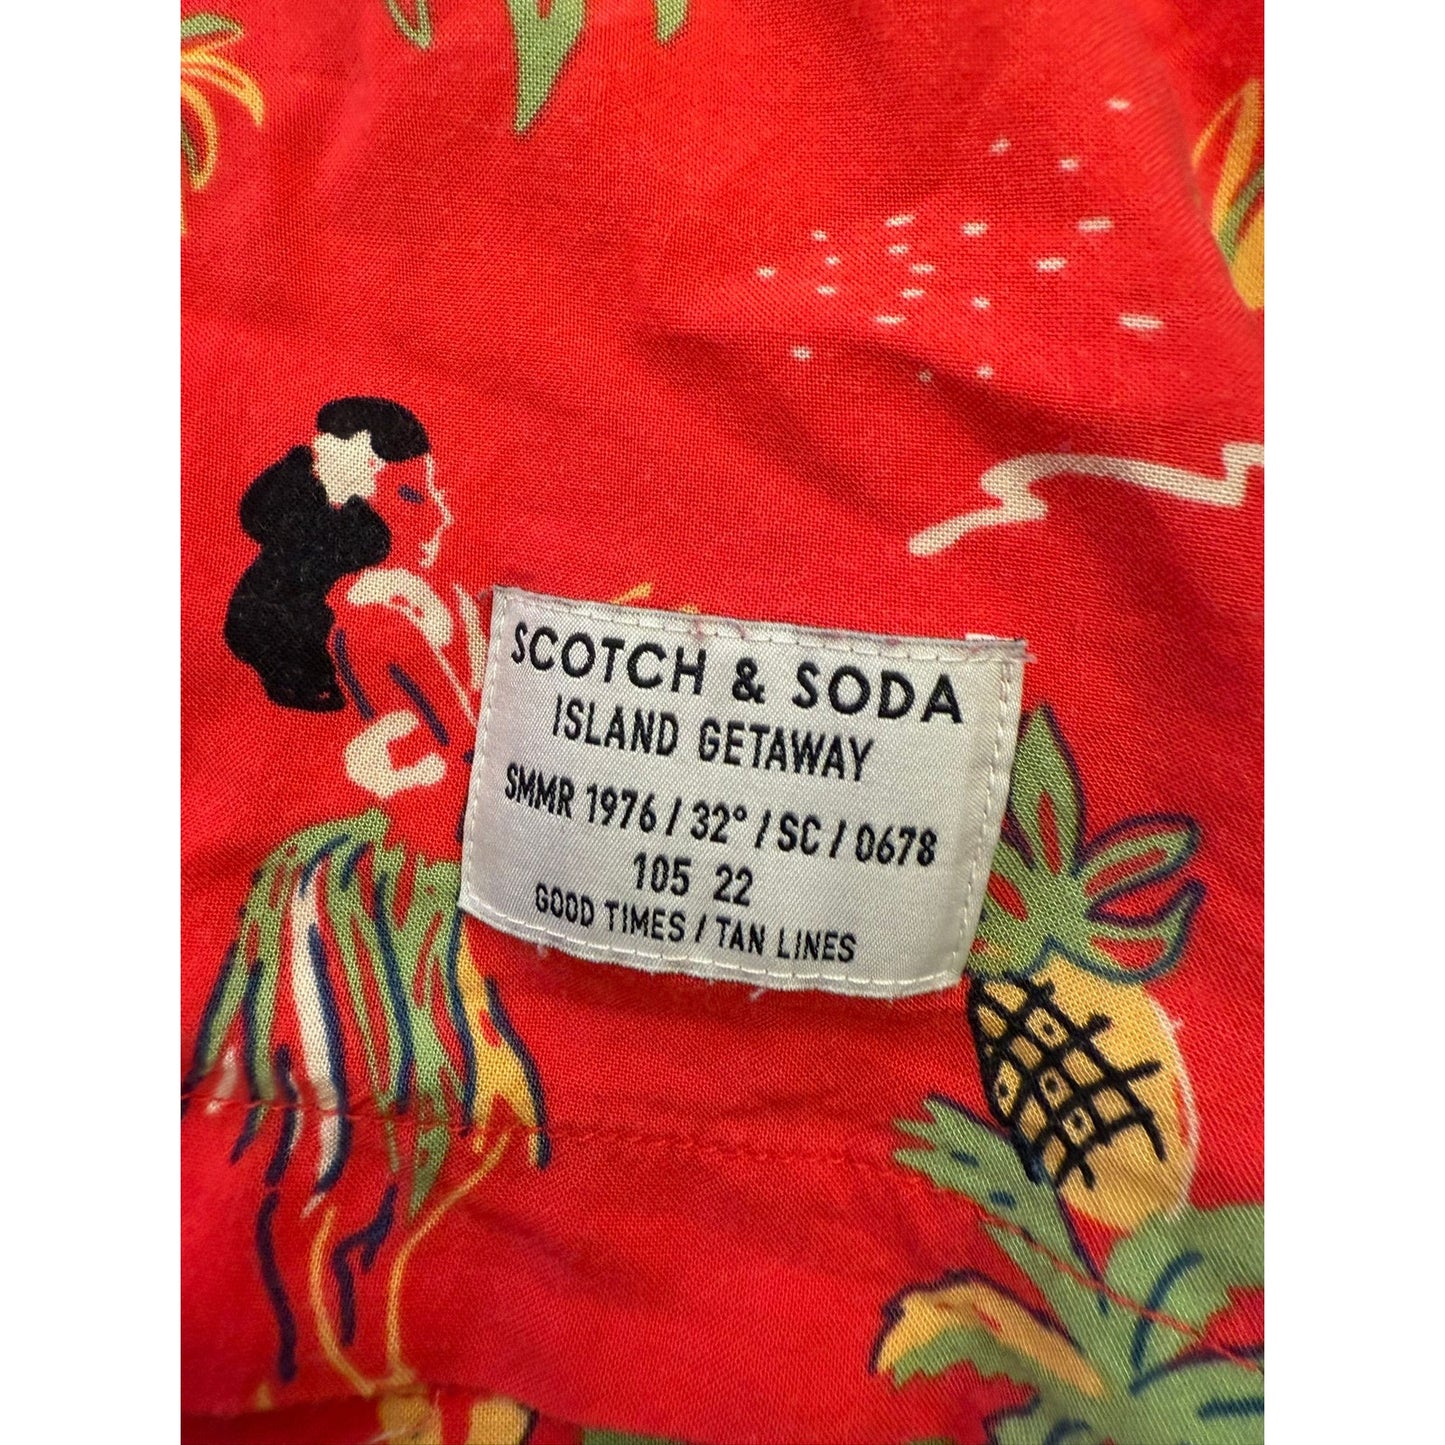 SCOTCH & SODA
ISLAND GETAWAY
SMMR 1976 / 32° / SC / 0678
105 22
GOOD TIMES / TAN LINES